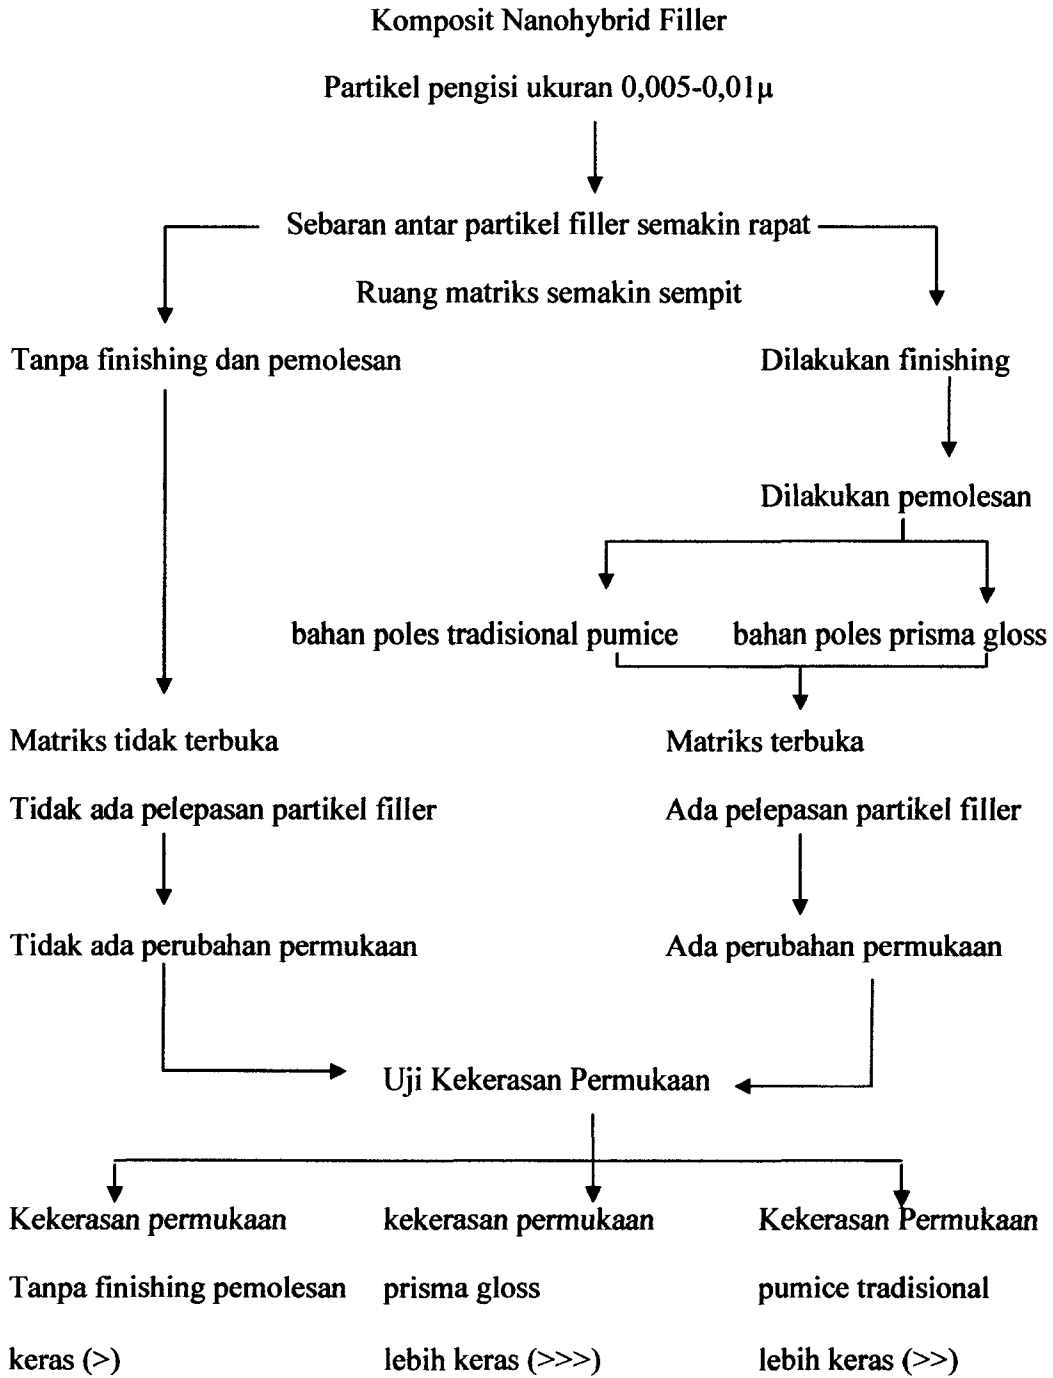 Komposit Nanohybrid Filler
Partikel pengisi ukuran 0,005-0,01µ
Sebaran antar partikel filler semakin rapat
Ruang matriks semakin sempit
Tanpa finishing dan pemolesan
Dilakukan finishing
Dilakukan pemolesan
bahan poles tradisional pumice
bahan poles prisma gloss
Matriks tidak terbuka
Matriks terbuka
Tidak ada pelepasan partikel filler
Ada pelepasan partikel filler
Tidak ada perubahan permukaan
Ada perubahan permukaan
Uji Kekerasan Permukaan
Kekerasan permukaan
Tanpa finishing pemolesan
keras (>)
kekerasan permukaan
prisma gloss
lebih keras (>>>)
Kekerasan Permukaan
pumice tradisional
lebih keras (>>)